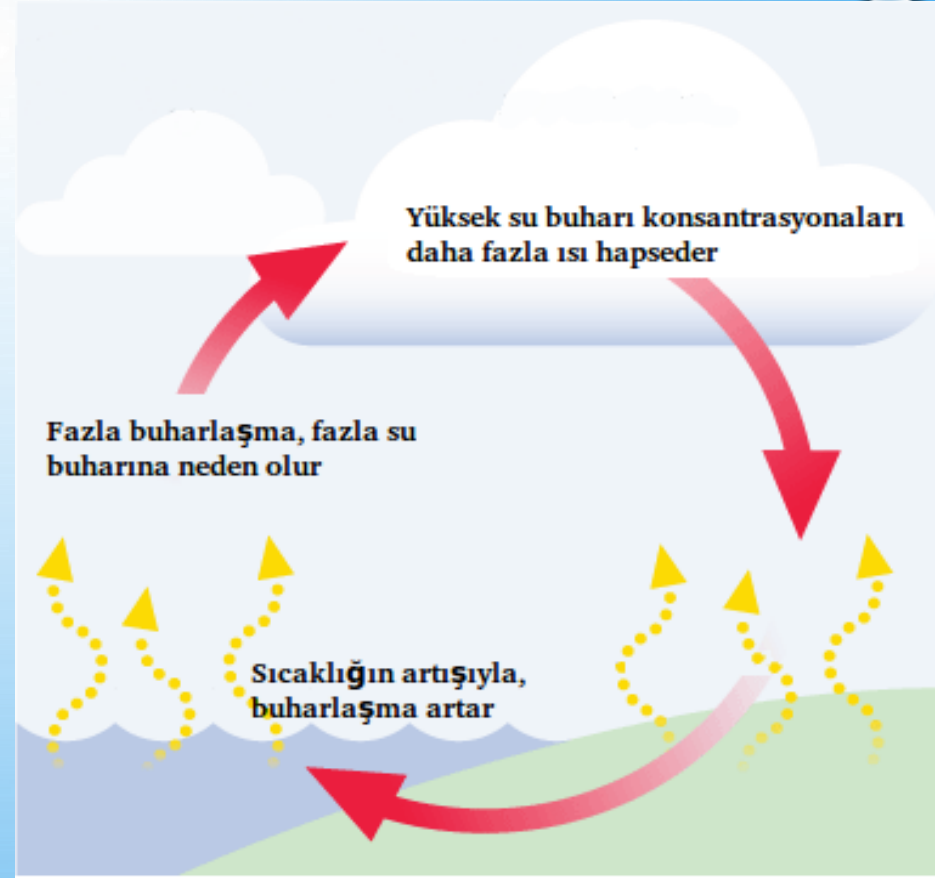 Yüksek su buharı konsantrasyonaları
daha fazla ısı hapseder
Fazla buharlaşma, fazla su
buharına neden olur
Sıcaklığın artışıyla,
buharlaşma artar